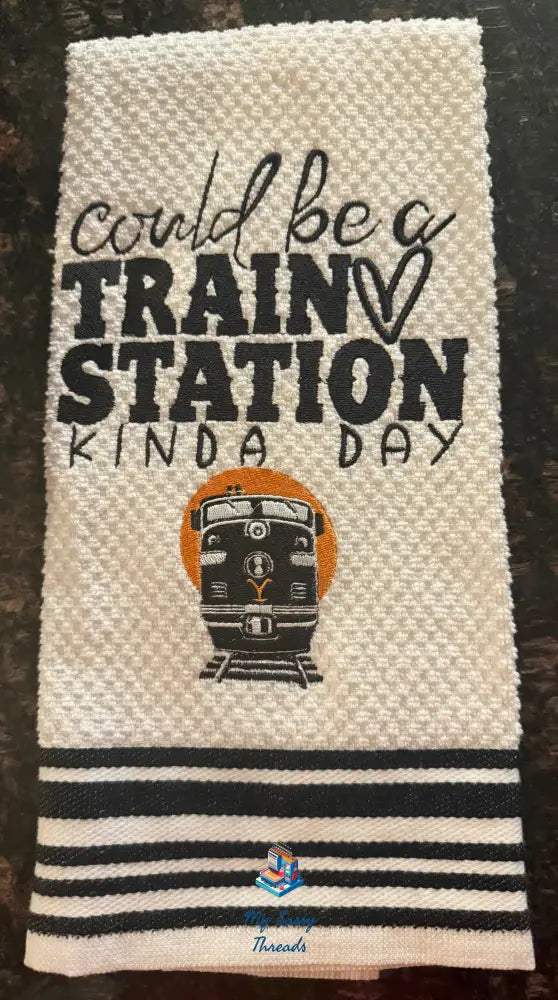 could be a
TRAIN
STATION
KINDA DAY
Y
My Sassy
Threads